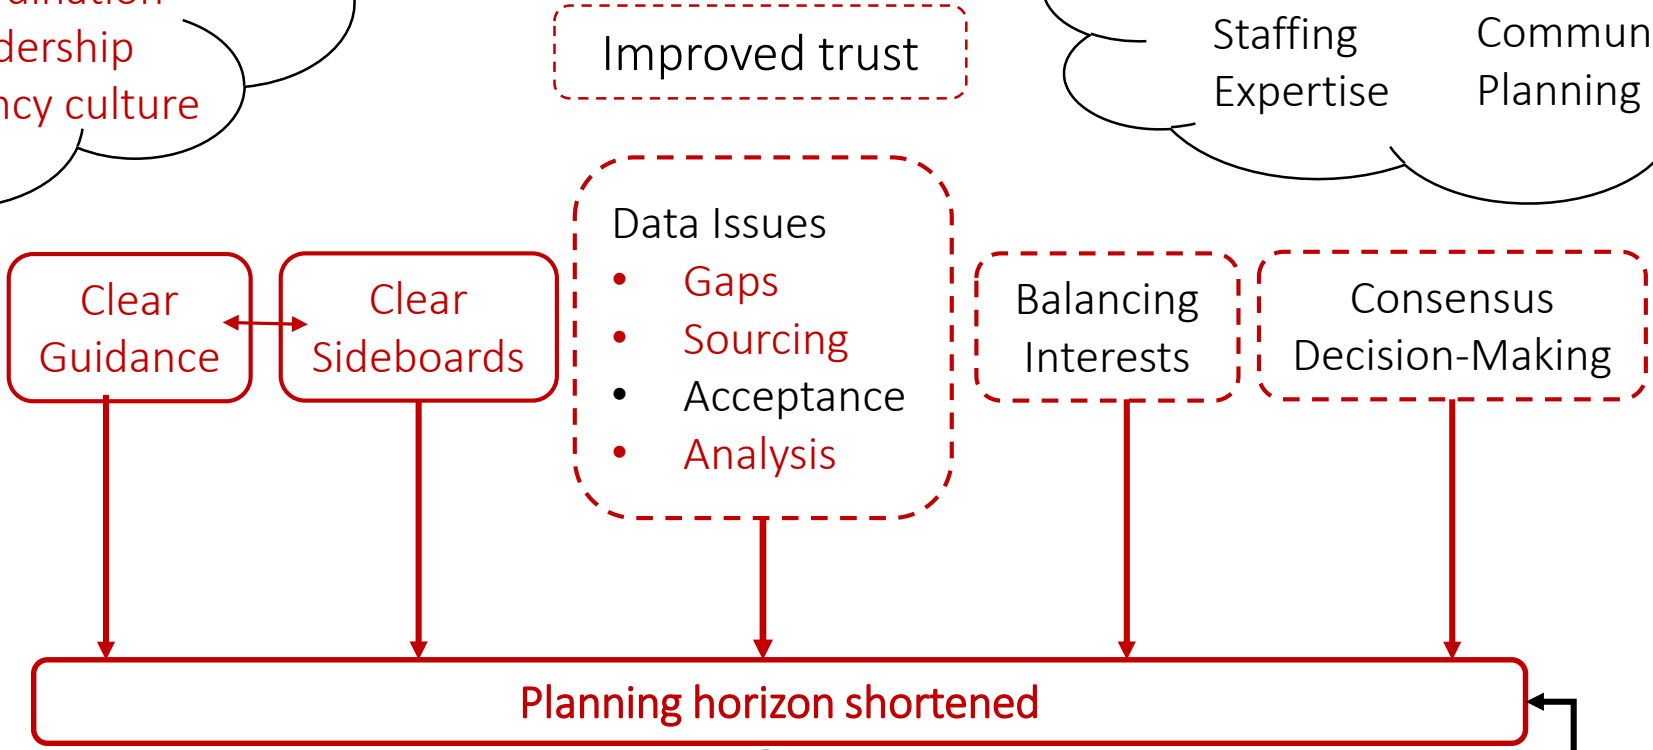 dership
ncy culture
Improved trust
Staffing
Expertise
Commun
Planning
Clear
Guidance
Clear
Sideboards
Data Issues
• Gaps
• Sourcing
• Acceptance
• Analysis
Balancing
Interests
Consensus
Decision-Making
Planning horizon shortened